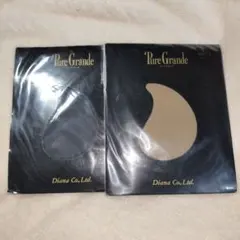 Pure Grande
Diana Co., Ltd.
Pure Grande
Diana Co., Ltd.